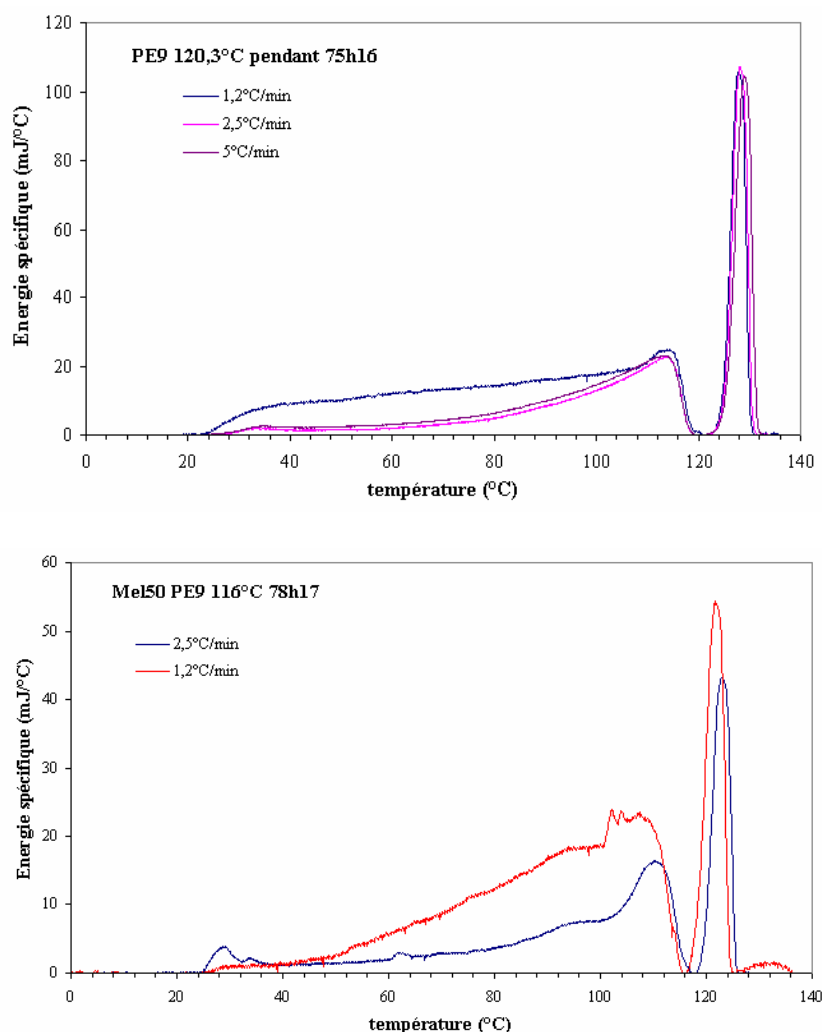 120
PE9 120,3°C pendant 75h16
1,2°C/min
2,5°C/min
5°C/min
100
80
60
40
20
0
Energie spécifique (mJ/°C)
0 20 40 60 80 100 120 140
température (°C)
60
Mel50 PE9 116°C 78h17
2,5°C/min
1,2°C/min
50
40
30
20
10
0
Energie spécifique (mJ/°C)
0 20 40 60 80 100 120 140
température (°C)